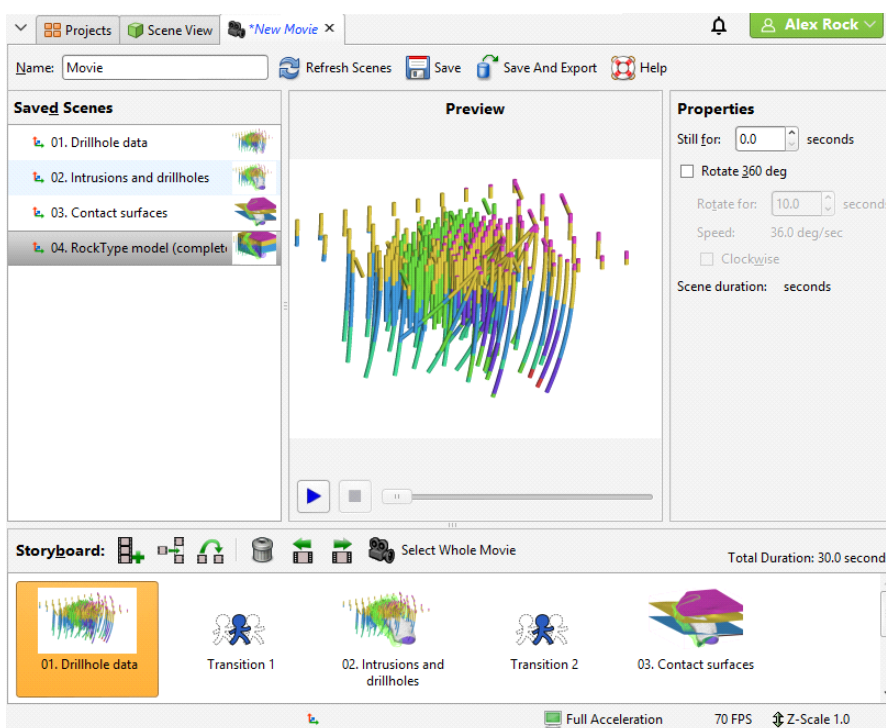 Projects
Scene View
*New Movie
Alex Rock
Name: Movie
Refresh Scenes
Save
Save And Export
Help
Saved Scenes
01. Drillhole data
02. Intrusions and drillholes
03. Contact surfaces
04. RockType model (complet
Preview
Properties
Still for: 0.0 seconds
Rotate 360 deg
Rotate for: 10.0 seconds
Speed: 36.0 deg/sec
Clockwise
Scene duration: seconds
Storyboard:
Select Whole Movie
Total Duration: 30.0 second
01. Drillhole data
Transition 1
02. Intrusions and
drillholes
Transition 2
03. Contact surfaces
Full Acceleration
70 FPS
Z-Scale 1.0